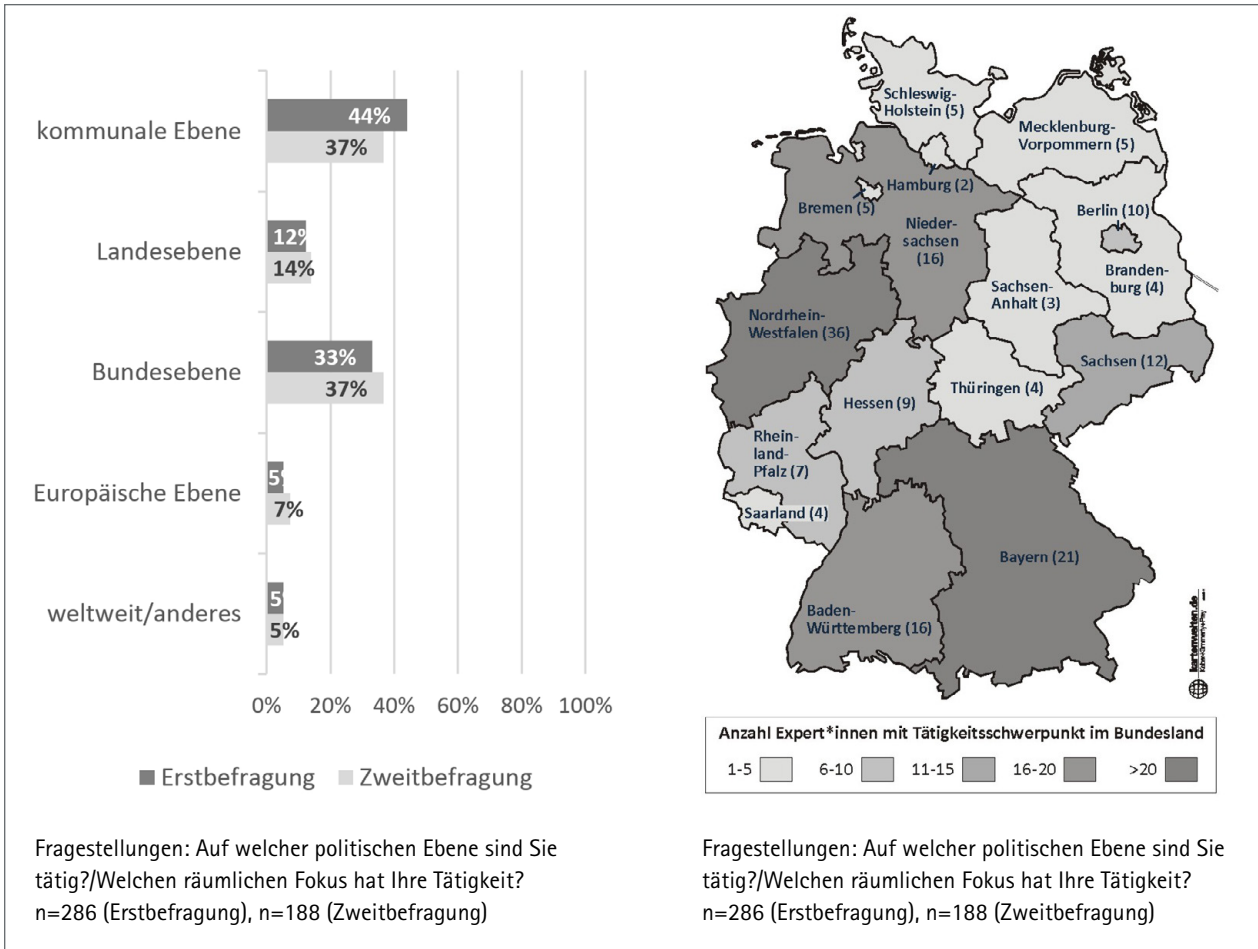 kommunale Ebene
44%
37%
Landesebene
12%
14%
Bundesebene
33%
37%
Europäische Ebene
5%
7%
weltweit/anderes
5%
5%
0% 20% 40% 60% 80% 100%
Erstbefragung Zweitbefragung
Fragestellungen: Auf welcher politischen Ebene sind Sie
tätig?/Welchen räumlichen Fokus hat Ihre Tätigkeit?
n=286 (Erstbefragung), n=188 (Zweitbefragung)
Schleswig-
Holstein (5)
Mecklenburg-
Vorpommern (5)
Hamburg (2)
Bremen (5)
Nieder-
sachsen
(16)
Berlin (10)
Branden-
burg (4)
Sachsen-
Anhalt (3)
Nordrhein-
Westfalen (36)
Sachsen (12)
Thüringen (4)
Hessen (9)
Rhein-
land-
Pfalz (7)
Saarland (4)
Bayern (21)
Baden-
Württemberg (16)
kartenwelten.de
Anzahl Expert*innen mit Tätigkeitsschwerpunkt im Bundesland
1-5 6-10 11-15 16-20 >20
Fragestellungen: Auf welcher politischen Ebene sind Sie
tätig?/Welchen räumlichen Fokus hat Ihre Tätigkeit?
n=286 (Erstbefragung), n=188 (Zweitbefragung)